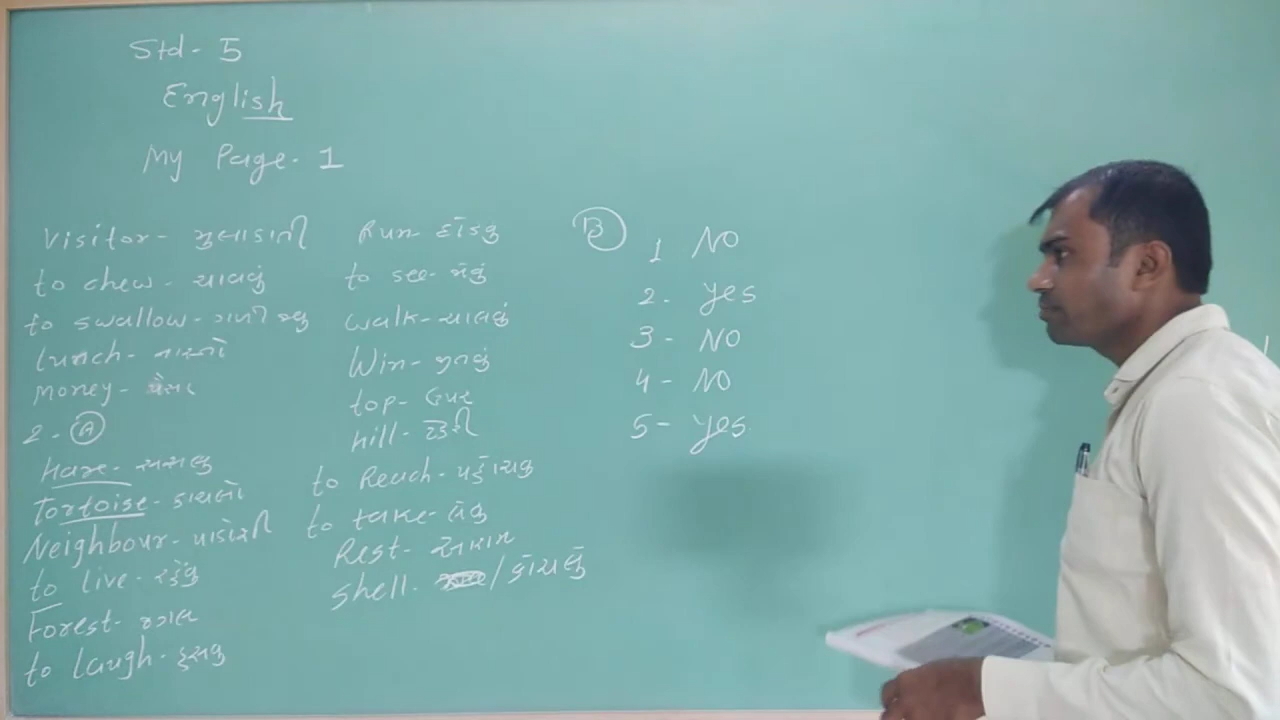 Std- 5
English
My Page- 1
Visitor- મુલાકાતી
to chew- ચાવવું
to swallow- ગળી જવુ
Lunch- નાસ્તો
Money- પૈસા
2- A
Hare- સસલુ
Tortoise- કાચબો
Neighbour- પાડોશી
to live- રહેવુ
Forest- જંગલ
to laugh- હસવુ
Run- દોડવુ
to see-
Walk- ચાલવું
Win- જીતવું
top- ઉપર
hill- ટેકરી
to Reach- પહોંચવુ
to take- લેવુ
Rest- આરામ
Shell- / કોચલું
B
1 NO
2- yes
3- NO
4- NO
5- yes